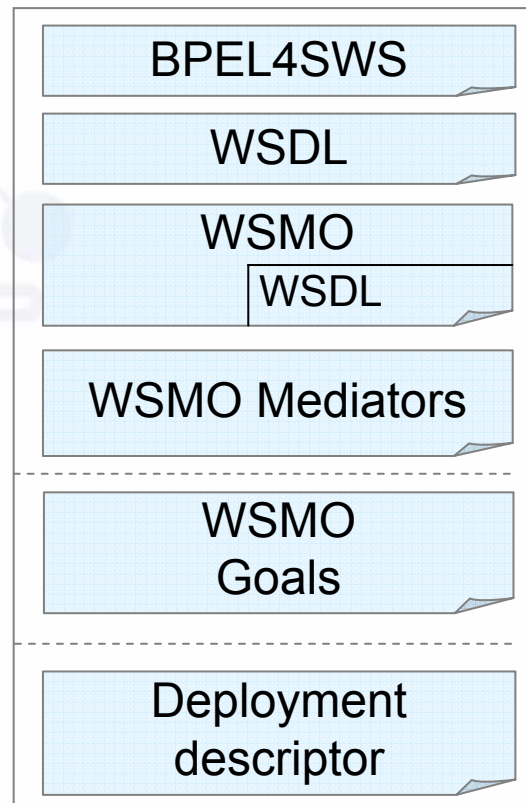 BPEL4SWS
WSDL
WSMO
WSDL
WSMO Mediators
WSMO
Goals
Deployment
descriptor